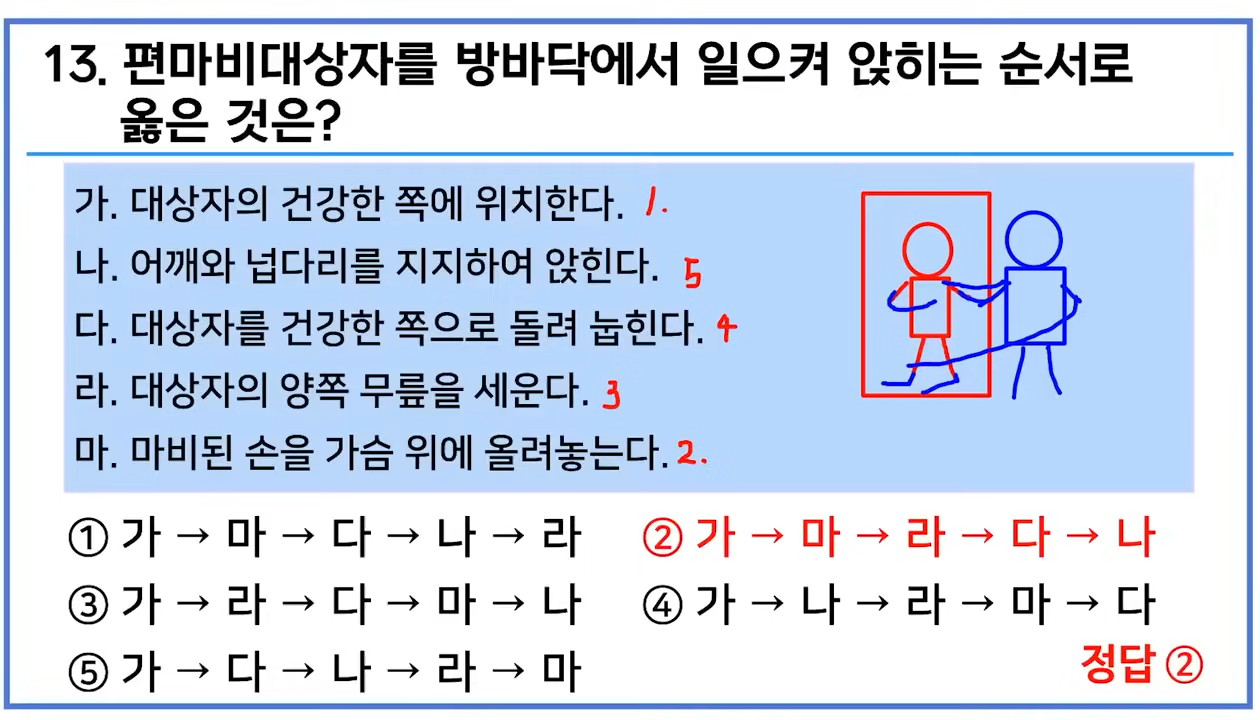 13. 편마비대상자를 방바닥에서 일으켜 앉히는 순서로
옳은 것은?
가. 대상자의 건강한 쪽에 위치한다. 1.
나. 어깨와 넙다리를 지지하여 앉힌다. 5
다. 대상자를 건강한 쪽으로 돌려 눕힌다. 4
라. 대상자의 양쪽 무릎을 세운다. 3
마. 마비된 손을 가슴 위에 올려놓는다. 2.
① 가 → 마 → 다 → 나 → 라
② 가 → 마 → 라 → 다 → 나
③ 가 → 라 → 다 → 마 → 나
④ 가 → 나 → 라 → 마 → 다
⑤ 가 → 다 → 나 → 라 → 마
정답 ②